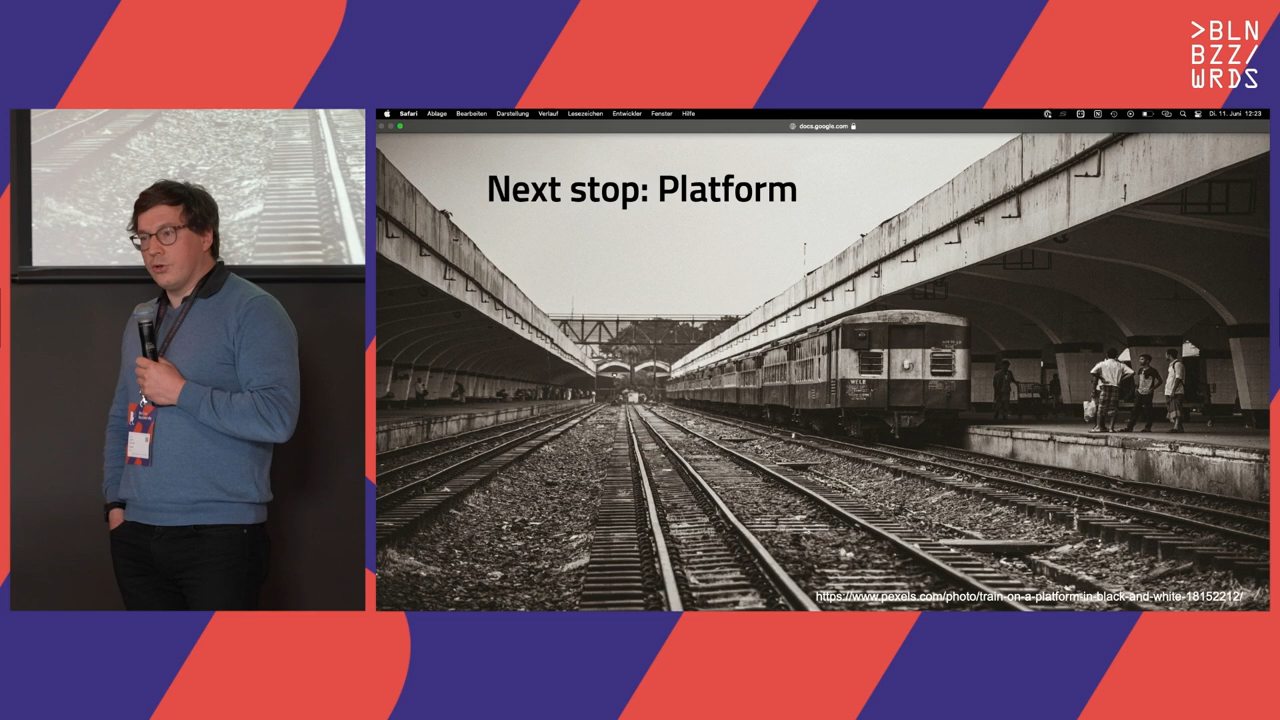 >BLN
BZZ/
WRDS
Safari Ablage Bearbeiten Darstellung Verlauf Lesezeichen Entwickler Fenster Hilfe
Di. 11. Juni 12:23
docs.google.com
Next stop: Platform
https://www.pexels.com/photo/train-on-a-platform-in-black-and-white-18152212/